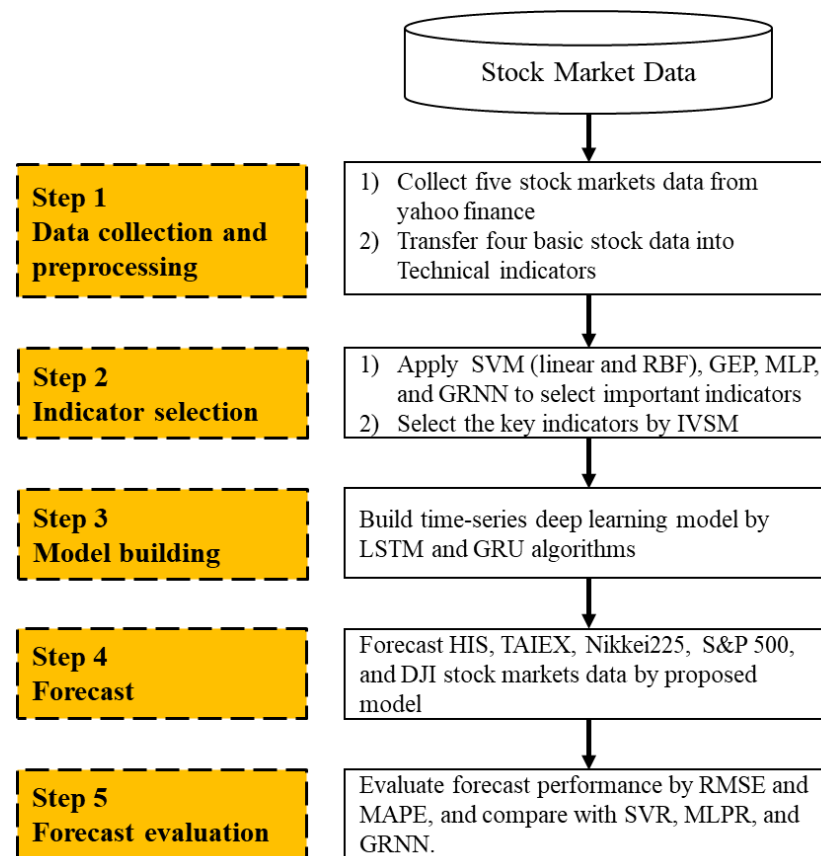 Stock Market Data
Step 1
Data collection and
preprocessing
1) Collect five stock markets data from
yahoo finance
2) Transfer four basic stock data into
Technical indicators
Step 2
Indicator selection
1) Apply SVM (linear and RBF), GEP, MLP,
and GRNN to select important indicators
2) Select the key indicators by IVSM
Step 3
Model building
Build time-series deep learning model by
LSTM and GRU algorithms
Step 4
Forecast
Forecast HIS, TAIEX, Nikkei225, S&P 500,
and DJI stock markets data by proposed
model
Step 5
Forecast evaluation
Evaluate forecast performance by RMSE and
MAPE, and compare with SVR, MLPR, and
GRNN.